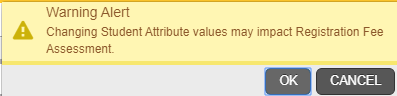 Warning Alert
Changing Student Attribute values may impact Registration Fee
Assessment.
OK CANCEL